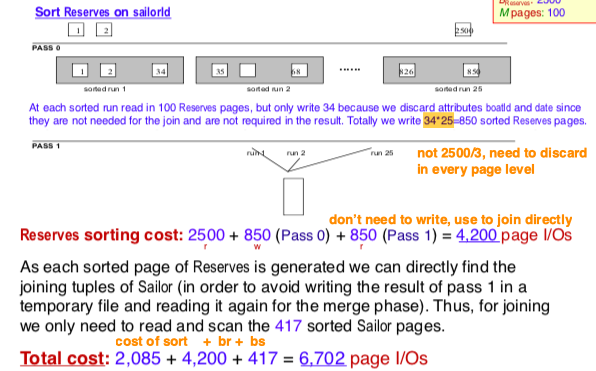 Sort Reserves on sailorId
BReserves: 2500
M pages: 100
1 2 2500
PASS 0
1 2 34 35 68 ...... 826 850
sorted run 1 sorted run 2 sorted run 25
At each sorted run read in 100 Reserves pages, but only write 34 because we discard attributes boatId and date since
they are not needed for the join and are not required in the result. Totally we write 34*25=850 sorted Reserves pages.
PASS 1
run 1 run 2 run 25 not 2500/3, need to discard
in every page level
don't need to write, use to join directly
Reserves sorting cost: 2500 + 850 (Pass 0) + 850 (Pass 1) = 4,200 page I/Os
r w r
As each sorted page of Reserves is generated we can directly find the
joining tuples of Sailor (in order to avoid writing the result of pass 1 in a
temporary file and reading it again for the merge phase). Thus, for joining
we only need to read and scan the 417 sorted Sailor pages.
cost of sort + br + bs
Total cost: 2,085 + 4,200 + 417 = 6,702 page I/Os